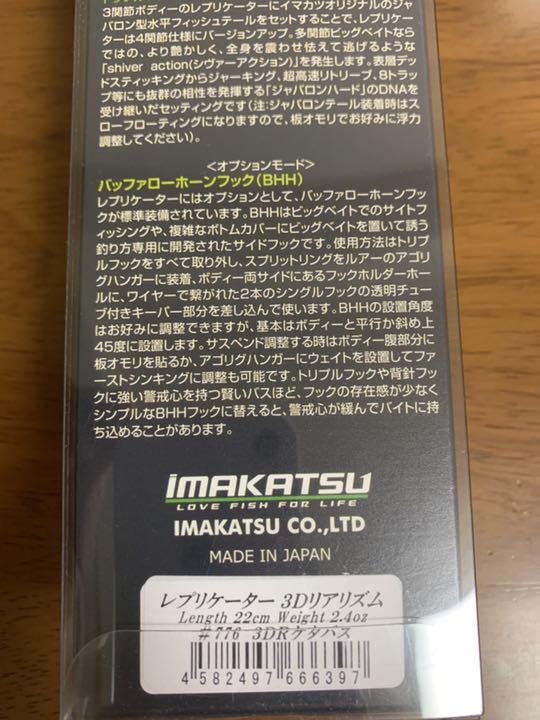 3関節ボディーのレプリケーターにイマカツオリジナルのジャ
バロン型水平フィッシュテールをセットすることで、レプリケー
ターは4関節仕様にバージョンアップ。多関節ビッグベイトなら
ではの、より艶かしく、全身を震わせ怯えて逃げるような
「shiver action(シヴァーアクション)」を発生します。表層デッ
ドスティッキングからジャーキング、超高速リトリーブ、8トラッ
プ等にも抜群の相性を発揮する「ジャバロンハード」のDNAを
受け継いだセッティングです(注:ジャバロンテール装着時はス
ローフローティングになりますので、板オモリでお好みに浮力
調整してください)。
<オプションモード>
バッファローホーンフック(BHH)
レプリケーターにはオプションとして、バッファローホーンフッ
クが標準装備されています。BHHはビッグベイトでのサイトフ
ィッシングや、複雑なボトムカバーにビッグベイトを置いて誘う
釣り方専用に開発されたサイドフックです。使用方法はトリプ
ルフックをすべて取り外し、スプリットリングをルアーのアゴリ
グハンガーに装着、ボディー両サイドにあるフックホルダーホー
ルに、ワイヤーで繋がれた2本のシングルフックの透明チュー
ブ付きキーパー部分を差し込んで使います。BHHの設置角度
はお好みに調整できますが、基本はボディーと平行か斜め上
45度に設置します。サスペンド調整する時はボディー腹部分に
板オモリを貼るか、アゴリグハンガーにウェイトを設置してファ
ーストシンキングに調整も可能です。トリプルフックや背針フッ
クに強い警戒心を持つ賢いバスほど、フックの存在感が少なく
シンプルなBHHフックに替えると、警戒心が緩んでバイトに持
ち込めることがあります。
IMAKATSU
LOVE FISH FOR LIFE
IMAKATSU CO.,LTD
MADE IN JAPAN
レプリケーター 3Dリアリズム
Length 22cm Weight 2.4oz
#776 3DRケタバス
4 582497 666397